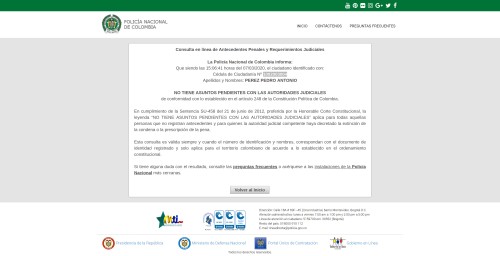 POLICÍA NACIONAL
DE COLOMBIA
INICIO CONTÁCTENOS PREGUNTAS FRECUENTES
Consulta en línea de Antecedentes Penales y Requerimientos Judiciales
La Policía Nacional de Colombia informa:
Que siendo las horas del 07/03/2020, el ciudadano identificado con:
Cédula de Ciudadanía Nº
Apellidos y Nombres: PEREZ PEDRO ANTONIO
NO TIENE ASUNTOS PENDIENTES CON LAS AUTORIDADES JUDICIALES
de conformidad con lo establecido en el artículo 248 de la Constitución Política de Colombia.
En cumplimiento de la Sentencia SU-458 del 21 de junio de 2012, proferida por la Honorable Corte Constitucional, la
leyenda "NO TIENE ASUNTOS PENDIENTES CON LAS AUTORIDADES JUDICIALES" aplica para todas aquellas
personas que no registran antecedentes y para quienes la autoridad judicial competente haya decretado la extinción de
la condena o la prescripción de la pena.
Esta consulta es válida siempre y cuando el número de identificación y nombres, correspondan con el documento de
identidad registrado y solo aplica para el territorio colombiano de acuerdo a lo establecido en el ordenamiento
constitucional.
Si tiene alguna duda con el resultado, consulte las preguntas frecuentes o acérquese a las instalaciones de la Policía
Nacional más cercanas.
Volver al Inicio
Presidencia de la República Ministerio de Defensa Nacional Portal Único de Contratación Gobierno en Línea
Todos los derechos reservados